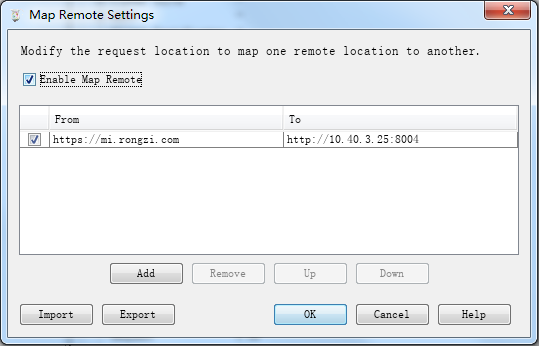 Map Remote Settings
Modify the request location to map one remote location to another.
Enable Map Remote
From To
https://mi.rongzi.com http://10.40.3.25:8004
Add Remove Up Down
Import Export OK Cancel Help